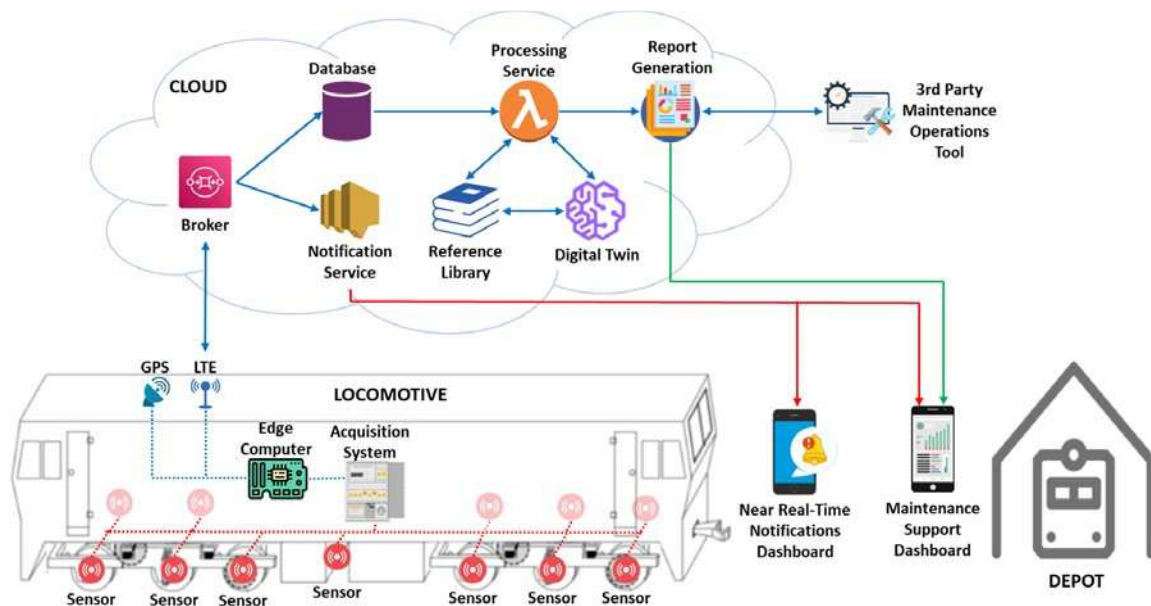 CLOUD
Database
Processing
Service
Report
Generation
3rd Party
Maintenance
Operations
Tool
Broker
Notification
Service
Reference
Library
Digital Twin
GPS
LTE
LOCOMOTIVE
Edge
Computer
Acquisition
System
Sensor
Sensor
Sensor
Sensor
Sensor
Sensor
Sensor
Near Real-Time
Notifications
Dashboard
Maintenance
Support
Dashboard
DEPOT